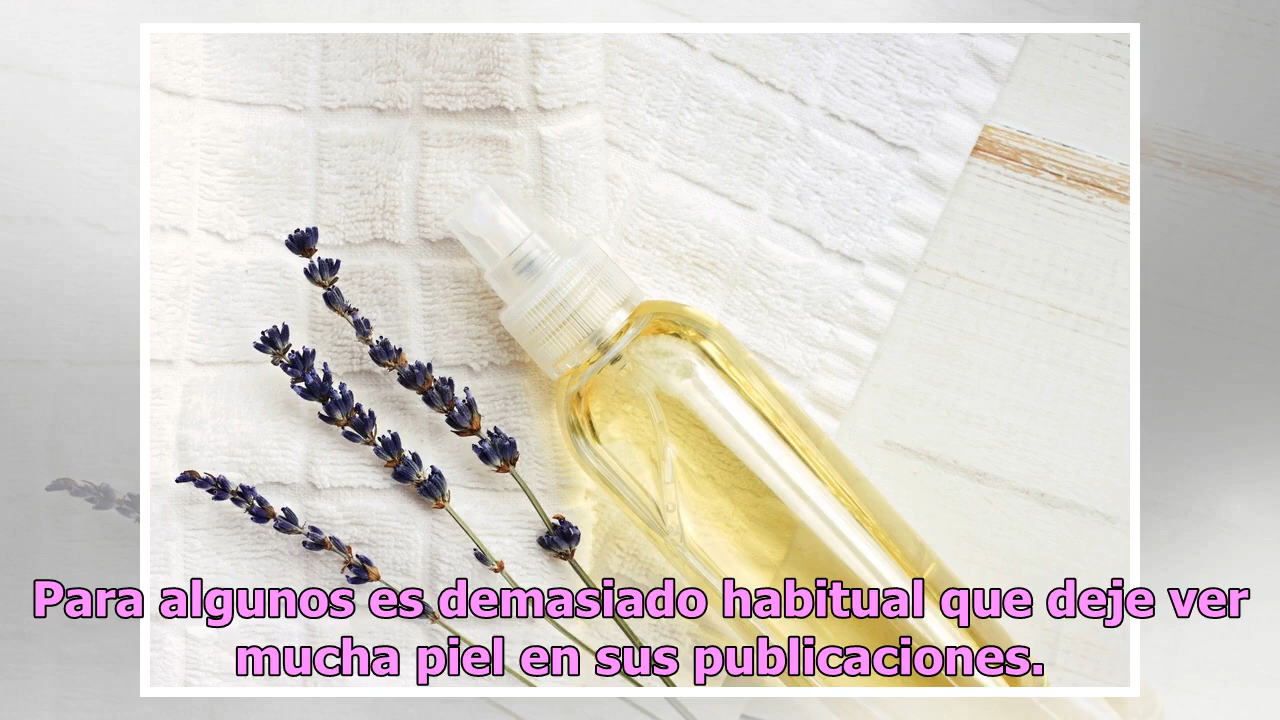 Para algunos es demasiado habitual que deje ver
mucha piel en sus publicaciones.